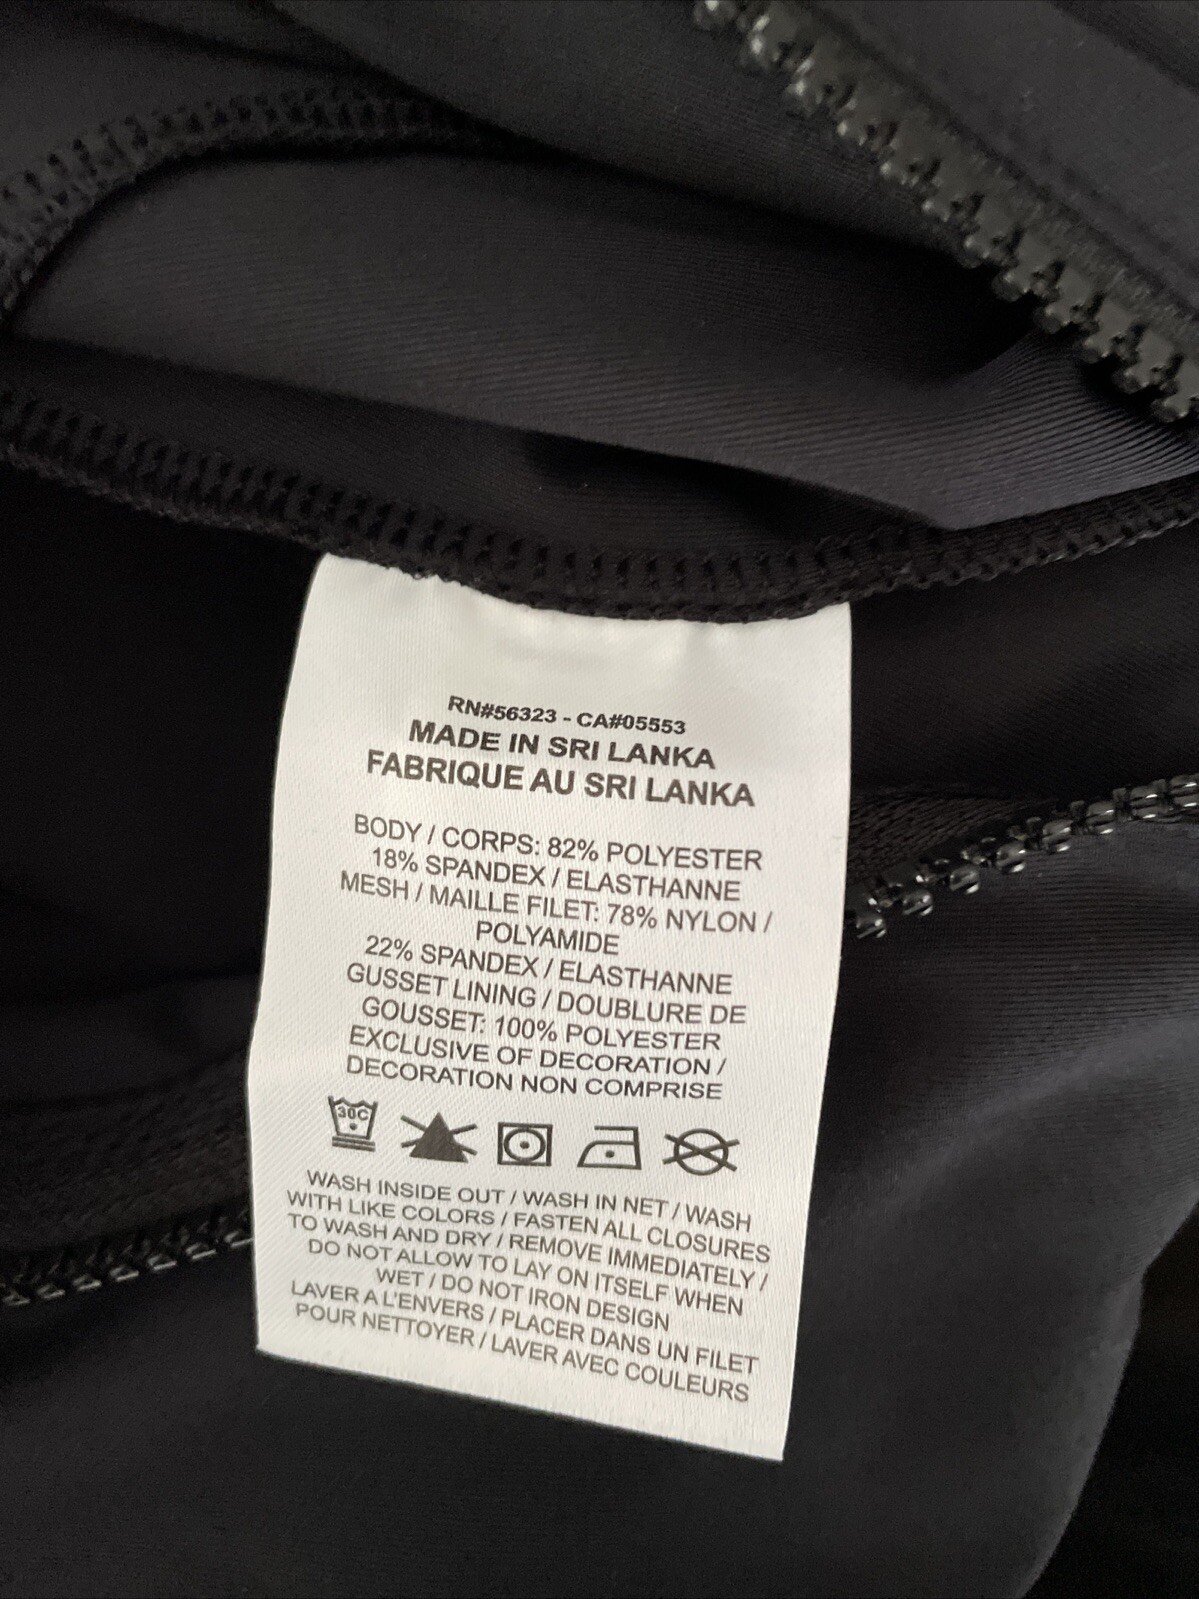 RN#56323 - CA#05553
MADE IN SRI LANKA
FABRIQUE AU SRI LANKA
BODY / CORPS: 82% POLYESTER
18% SPANDEX / ELASTHANNE
MESH / MAILLE FILET: 78% NYLON /
POLYAMIDE
22% SPANDEX / ELASTHANNE
GUSSET LINING / DOUBLURE DE
GOUSSET: 100% POLYESTER
EXCLUSIVE OF DECORATION /
DECORATION NON COMPRISE
30C
WASH INSIDE OUT / WASH IN NET / WASH
WITH LIKE COLORS / FASTEN ALL CLOSURES
TO WASH AND DRY / REMOVE IMMEDIATELY /
DO NOT ALLOW TO LAY ON ITSELF WHEN
WET / DO NOT IRON DESIGN
LAVER A L'ENVERS / PLACER DANS UN FILET
POUR NETTOYER / LAVER AVEC COULEURS